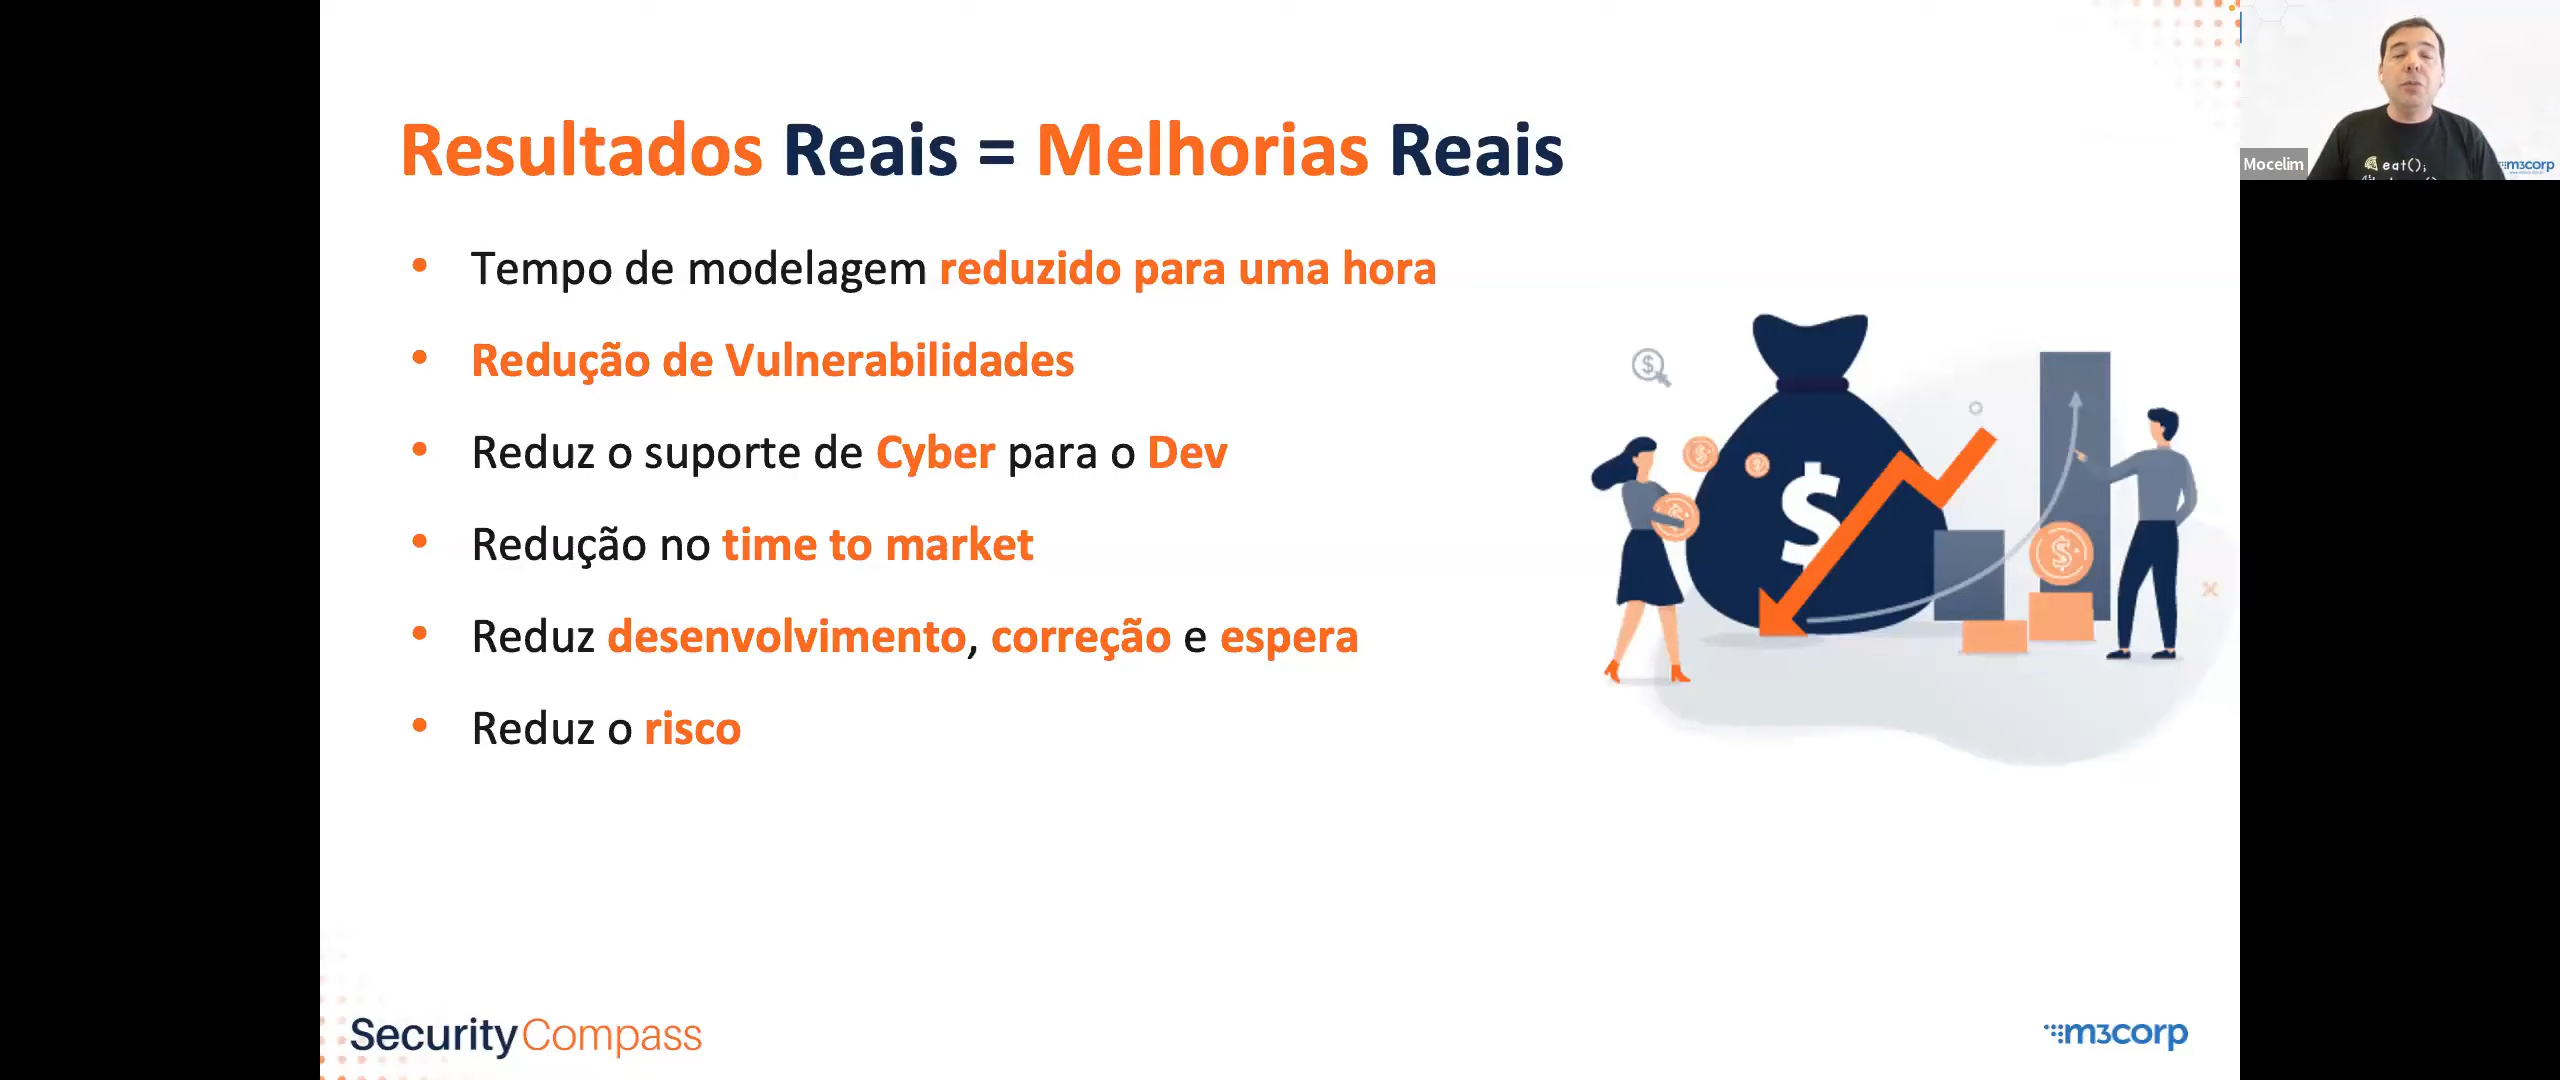 Resultados Reais = Melhorias Reais
• Tempo de modelagem reduzido para uma hora
• Redução de Vulnerabilidades
• Reduz o suporte de Cyber para o Dev
• Redução no time to market
• Reduz desenvolvimento, correção e espera
• Reduz o risco
$
SecurityCompass
m3corp
Mocelim
eat();
m3corp